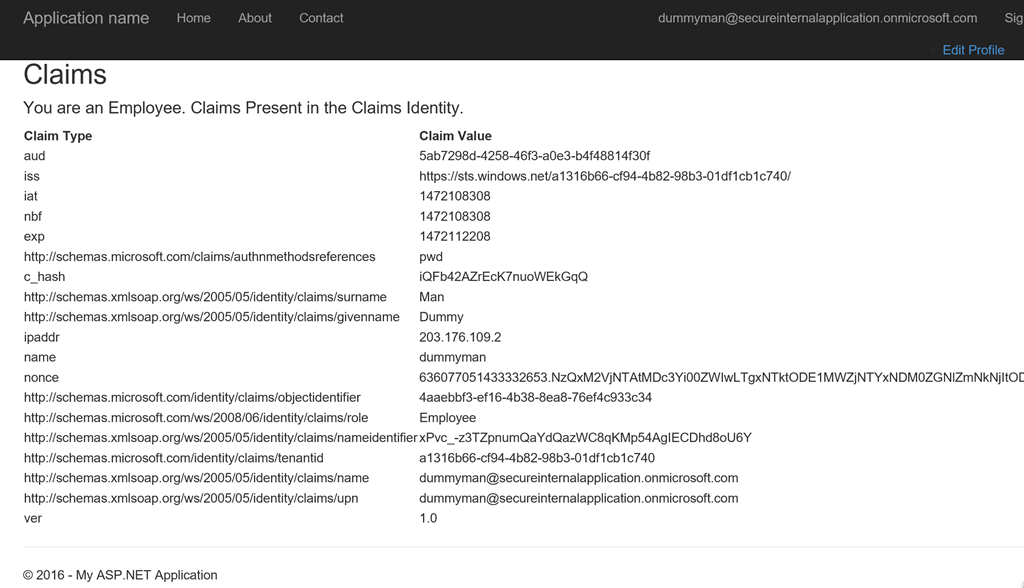 Application name Home About Contact dummyman@secureinternalapplication.onmicrosoft.com
Edit Profile
Claims
You are an Employee. Claims Present in the Claims Identity.
Claim Type Claim Value
aud 5ab7298d-4258-46f3-a0e3-b4f48814f30f
iss https://sts.windows.net/a1316b66-cf94-4b82-98b3-01df1cb1c740/
iat 1472108308
nbf 1472108308
exp 1472112208
http://schemas.microsoft.com/claims/authnmethodsreferences pwd
c_hash iQFb42AZrEcK7nuoWEkGqQ
http://schemas.xmlsoap.org/ws/2005/05/identity/claims/surname Man
http://schemas.xmlsoap.org/ws/2005/05/identity/claims/givenname Dummy
ipaddr 203.176.109.2
name dummyman
nonce 636077051433332653.NzQxM2VjNTAtMDc3Yi00ZWIwLTgxNTktODE1MWZjNTYxNDM0ZGNlZmNkNjItOD
http://schemas.microsoft.com/identity/claims/objectidentifier 4aaebbf3-ef16-4b38-8ea8-76ef4c933c34
http://schemas.microsoft.com/ws/2008/06/identity/claims/role Employee
http://schemas.xmlsoap.org/ws/2005/05/identity/claims/nameidentifier xPvc_-z3TZpnumQaYdQazWC8qKMp54AgIECDhd8oU6Y
http://schemas.microsoft.com/identity/claims/tenantid a1316b66-cf94-4b82-98b3-01df1cb1c740
http://schemas.xmlsoap.org/ws/2005/05/identity/claims/name dummyman@secureinternalapplication.onmicrosoft.com
http://schemas.xmlsoap.org/ws/2005/05/identity/claims/upn dummyman@secureinternalapplication.onmicrosoft.com
ver 1.0
© 2016 - My ASP.NET Application